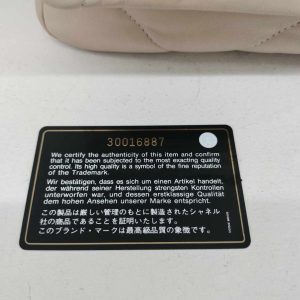 30016887
We certify the authenticity of this item and confirm
that it has been subjected to the most exacting quality
control. Its high quality is a symbol of the fine reputation
of the Trademark.
Wir bestätigen, dass es sich um einen Artikel handelt,
der während seiner Herstellung strengsten Kontrollen
unterworfen war, und dessen erstklassige Qualität
dem hohen Ansehen unserer Marke entspricht.
この製品は厳しい管理のもとに製造されたシャネル
社の商品であることを証明いたします。
このブランド・マークは最高級品質の象徴です。